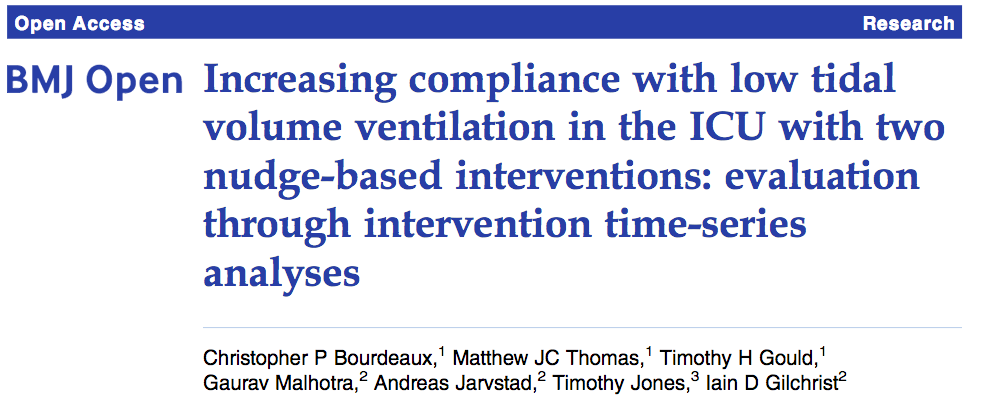 Open Access
Research
BMJ Open
Increasing compliance with low tidal
volume ventilation in the ICU with two
nudge-based interventions: evaluation
through intervention time-series
analyses
Christopher P Bourdeaux,¹ Matthew JC Thomas,¹ Timothy H Gould,¹
Gaurav Malhotra,² Andreas Jarvstad,² Timothy Jones,³ Iain D Gilchrist²